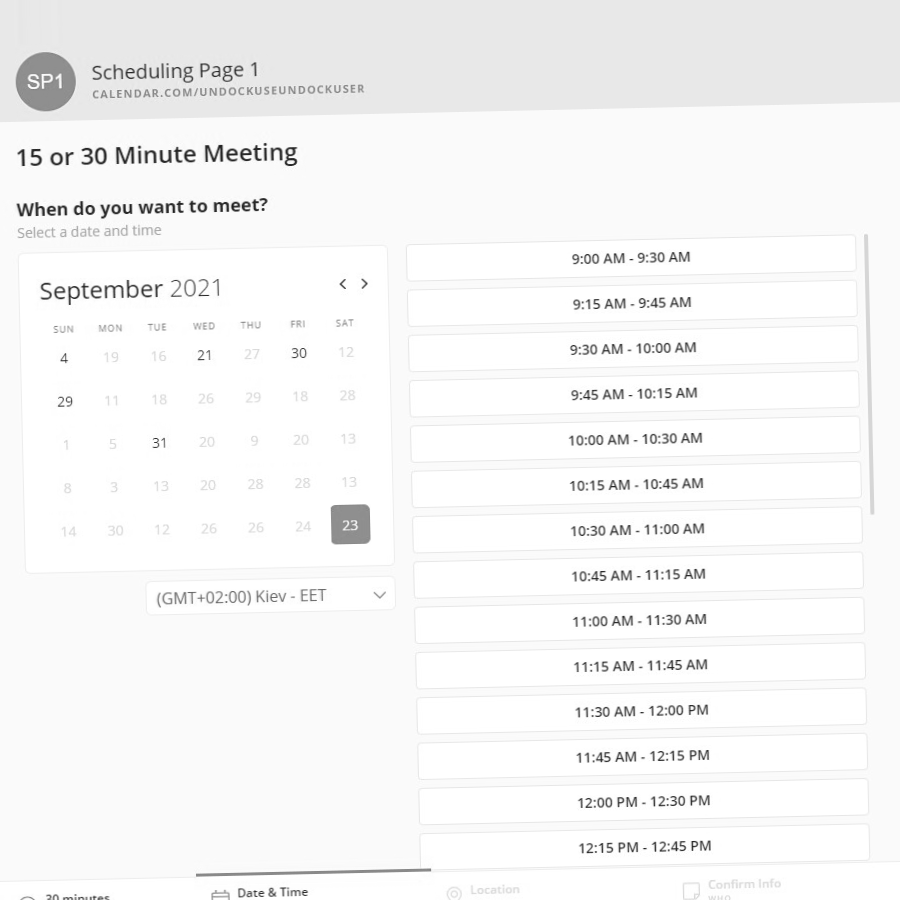 SP1
Scheduling Page 1
CALENDAR.COM/UNDOCKUSEUNDOCKUSER
15 or 30 Minute Meeting
When do you want to meet?
Select a date and time
September 2021
SUN MON TUE WED THU FRI SAT
4 19 16 21 27 30 12
29 11 18 26 29 18 28
1 5 31 20 9 20 13
8 3 13 20 28 28 13
14 30 12 26 26 24 23
(GMT+02:00) Kiev - EET
9:00 AM - 9:30 AM
9:15 AM - 9:45 AM
9:30 AM - 10:00 AM
9:45 AM - 10:15 AM
10:00 AM - 10:30 AM
10:15 AM - 10:45 AM
10:30 AM - 11:00 AM
10:45 AM - 11:15 AM
11:00 AM - 11:30 AM
11:15 AM - 11:45 AM
11:30 AM - 12:00 PM
11:45 AM - 12:15 PM
12:00 PM - 12:30 PM
12:15 PM - 12:45 PM
30 minutes
Date & Time
Location
Confirm Info
WHO